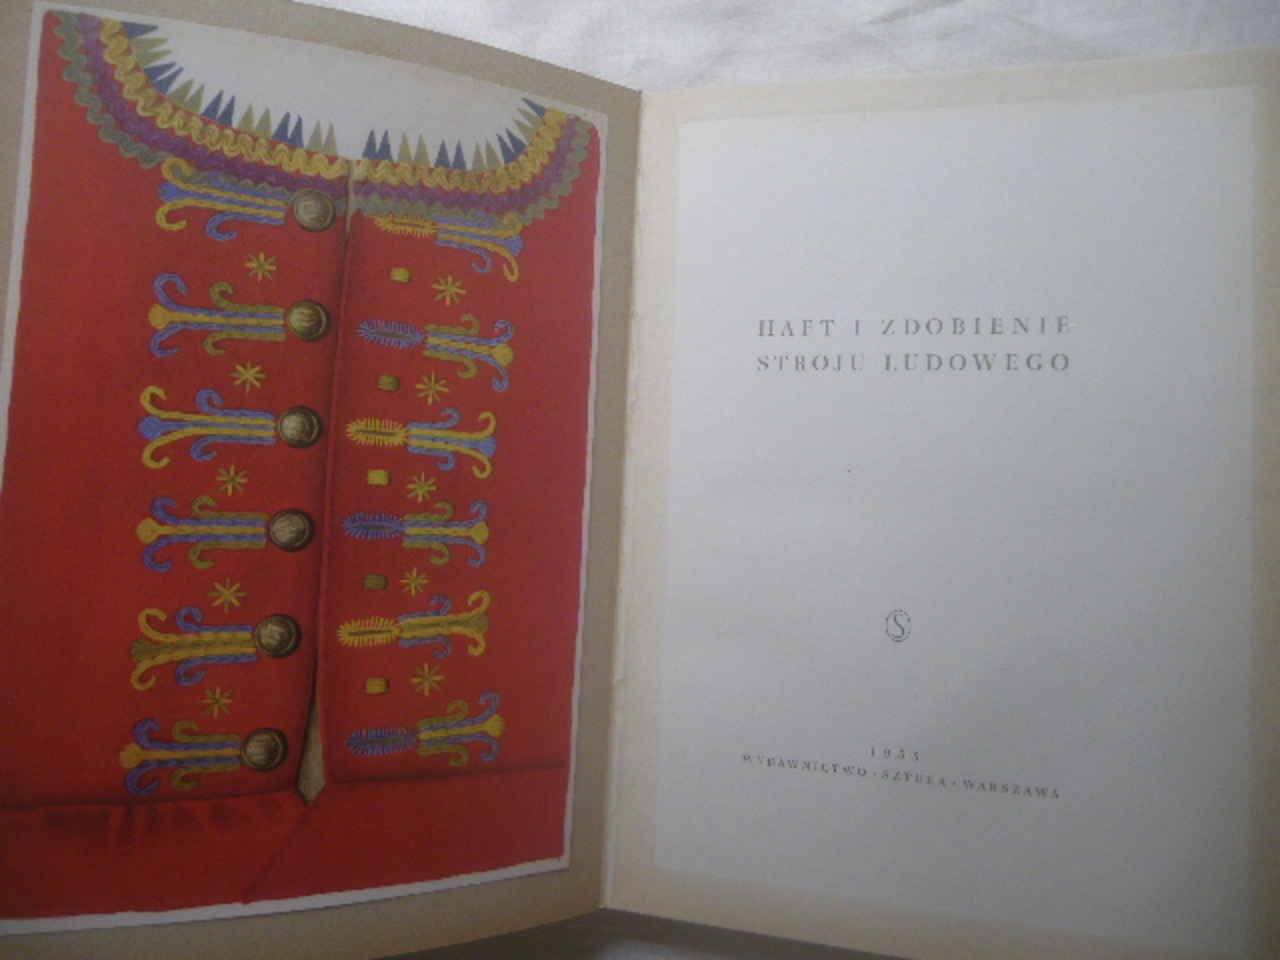 HAFT I ZDOBIENIE
STROJU LUDOWEGO
S
1955
WYDAWNICTWO · SZTUKA · WARSZAWA